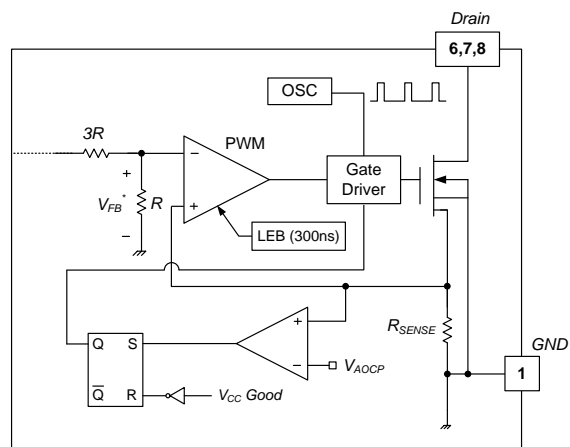 Drain
6,7,8
OSC
3R
PWM
−
+
+
V_FB*
R
−
Gate
Driver
LEB (300ns)
R_SENSE
GND
1
+
−
V_AOCP
Q
S
Q̅
R
V_CC Good